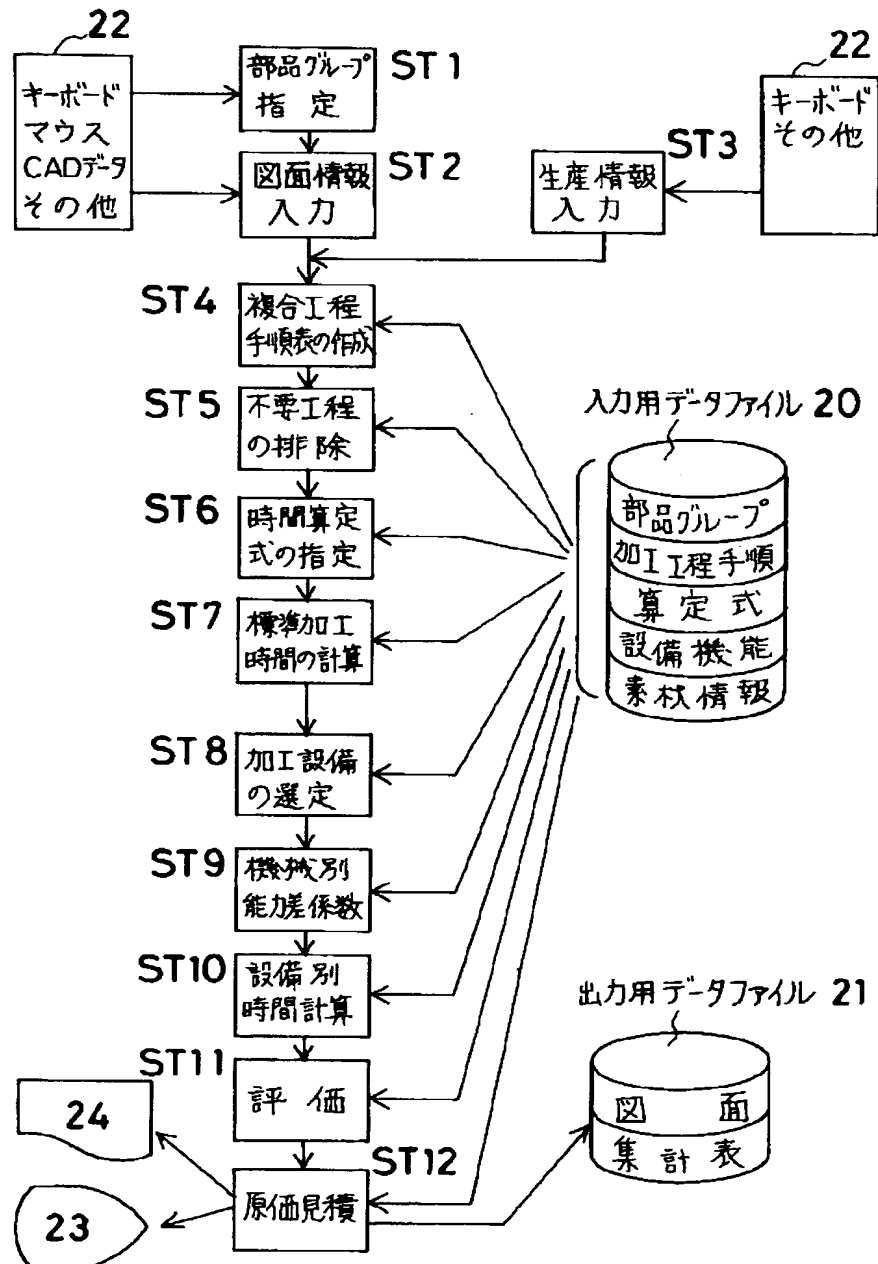 22
キーボード
マウス
CADデータ
その他
部品グループ
指定
ST1
図面情報
入力
ST2
22
キーボード
その他
ST3
生産情報
入力
ST4
複合工程
手順表の作成
ST5
不要工程
の排除
ST6
時間算定
式の指定
ST7
標準加工
時間の計算
ST8
加工設備
の選定
ST9
機械別
能力差係数
ST10
設備別
時間計算
ST11
評価
ST12
原価見積
24
23
入力用データファイル 20
部品グループ
加工工程手順
算定式
設備機能
素材情報
出力用データファイル 21
図面
集計表